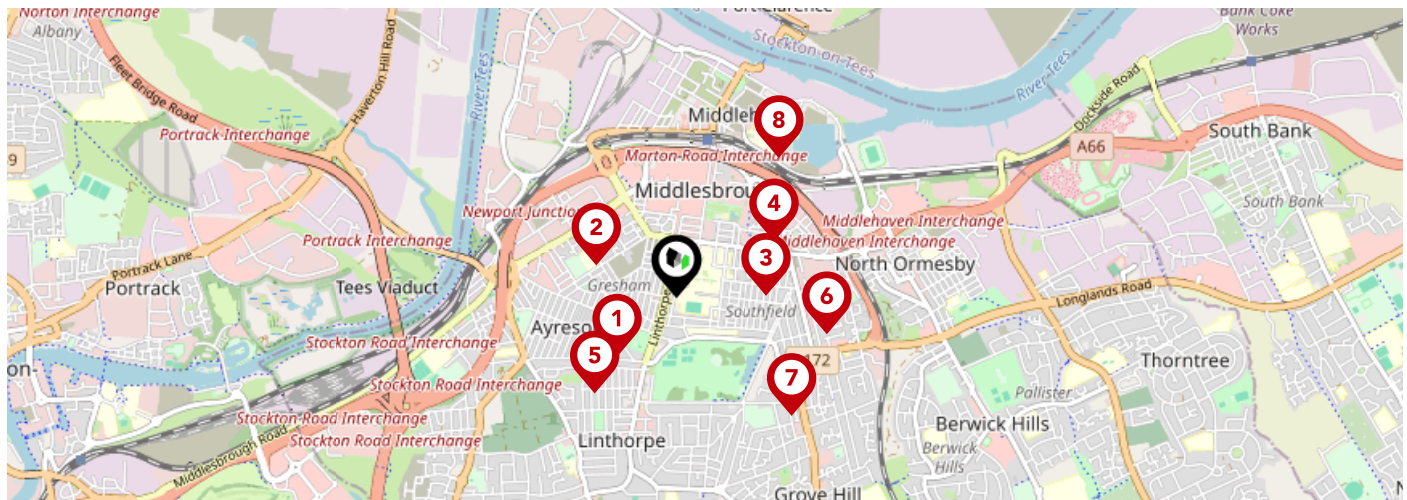 Norton Interchange
Albany
Port Clarence
Bank Coke
Works
Fleet Bridge Road
Haverton Hill Road
River Tees
Stockton-on-Tees
River Tees
Dockside Road
Portrack Interchange
9
Middleh
8
South Bank
A66
Marton Road Interchange
Middlesbrou
4
South Bank
Newport Junctio
2
Middlehaven Interchange
Portrack Interchange
Middlehaven Interchange
3
North Ormesby
Portrack Lane
Portrack
Tees Viaduct
Gresham
Linthorpe
6
Longlands Road
Southfield
1
Ayreso
Stockton Road Interchange
5
172
Thorntree
7
Stockton Road Interchange
Pallister
Stockton Road Interchange
Stockton Road Interchange
Middlesbrough Road
Linthorpe
Berwick Hills
Berwick
Hills
Grove Hill